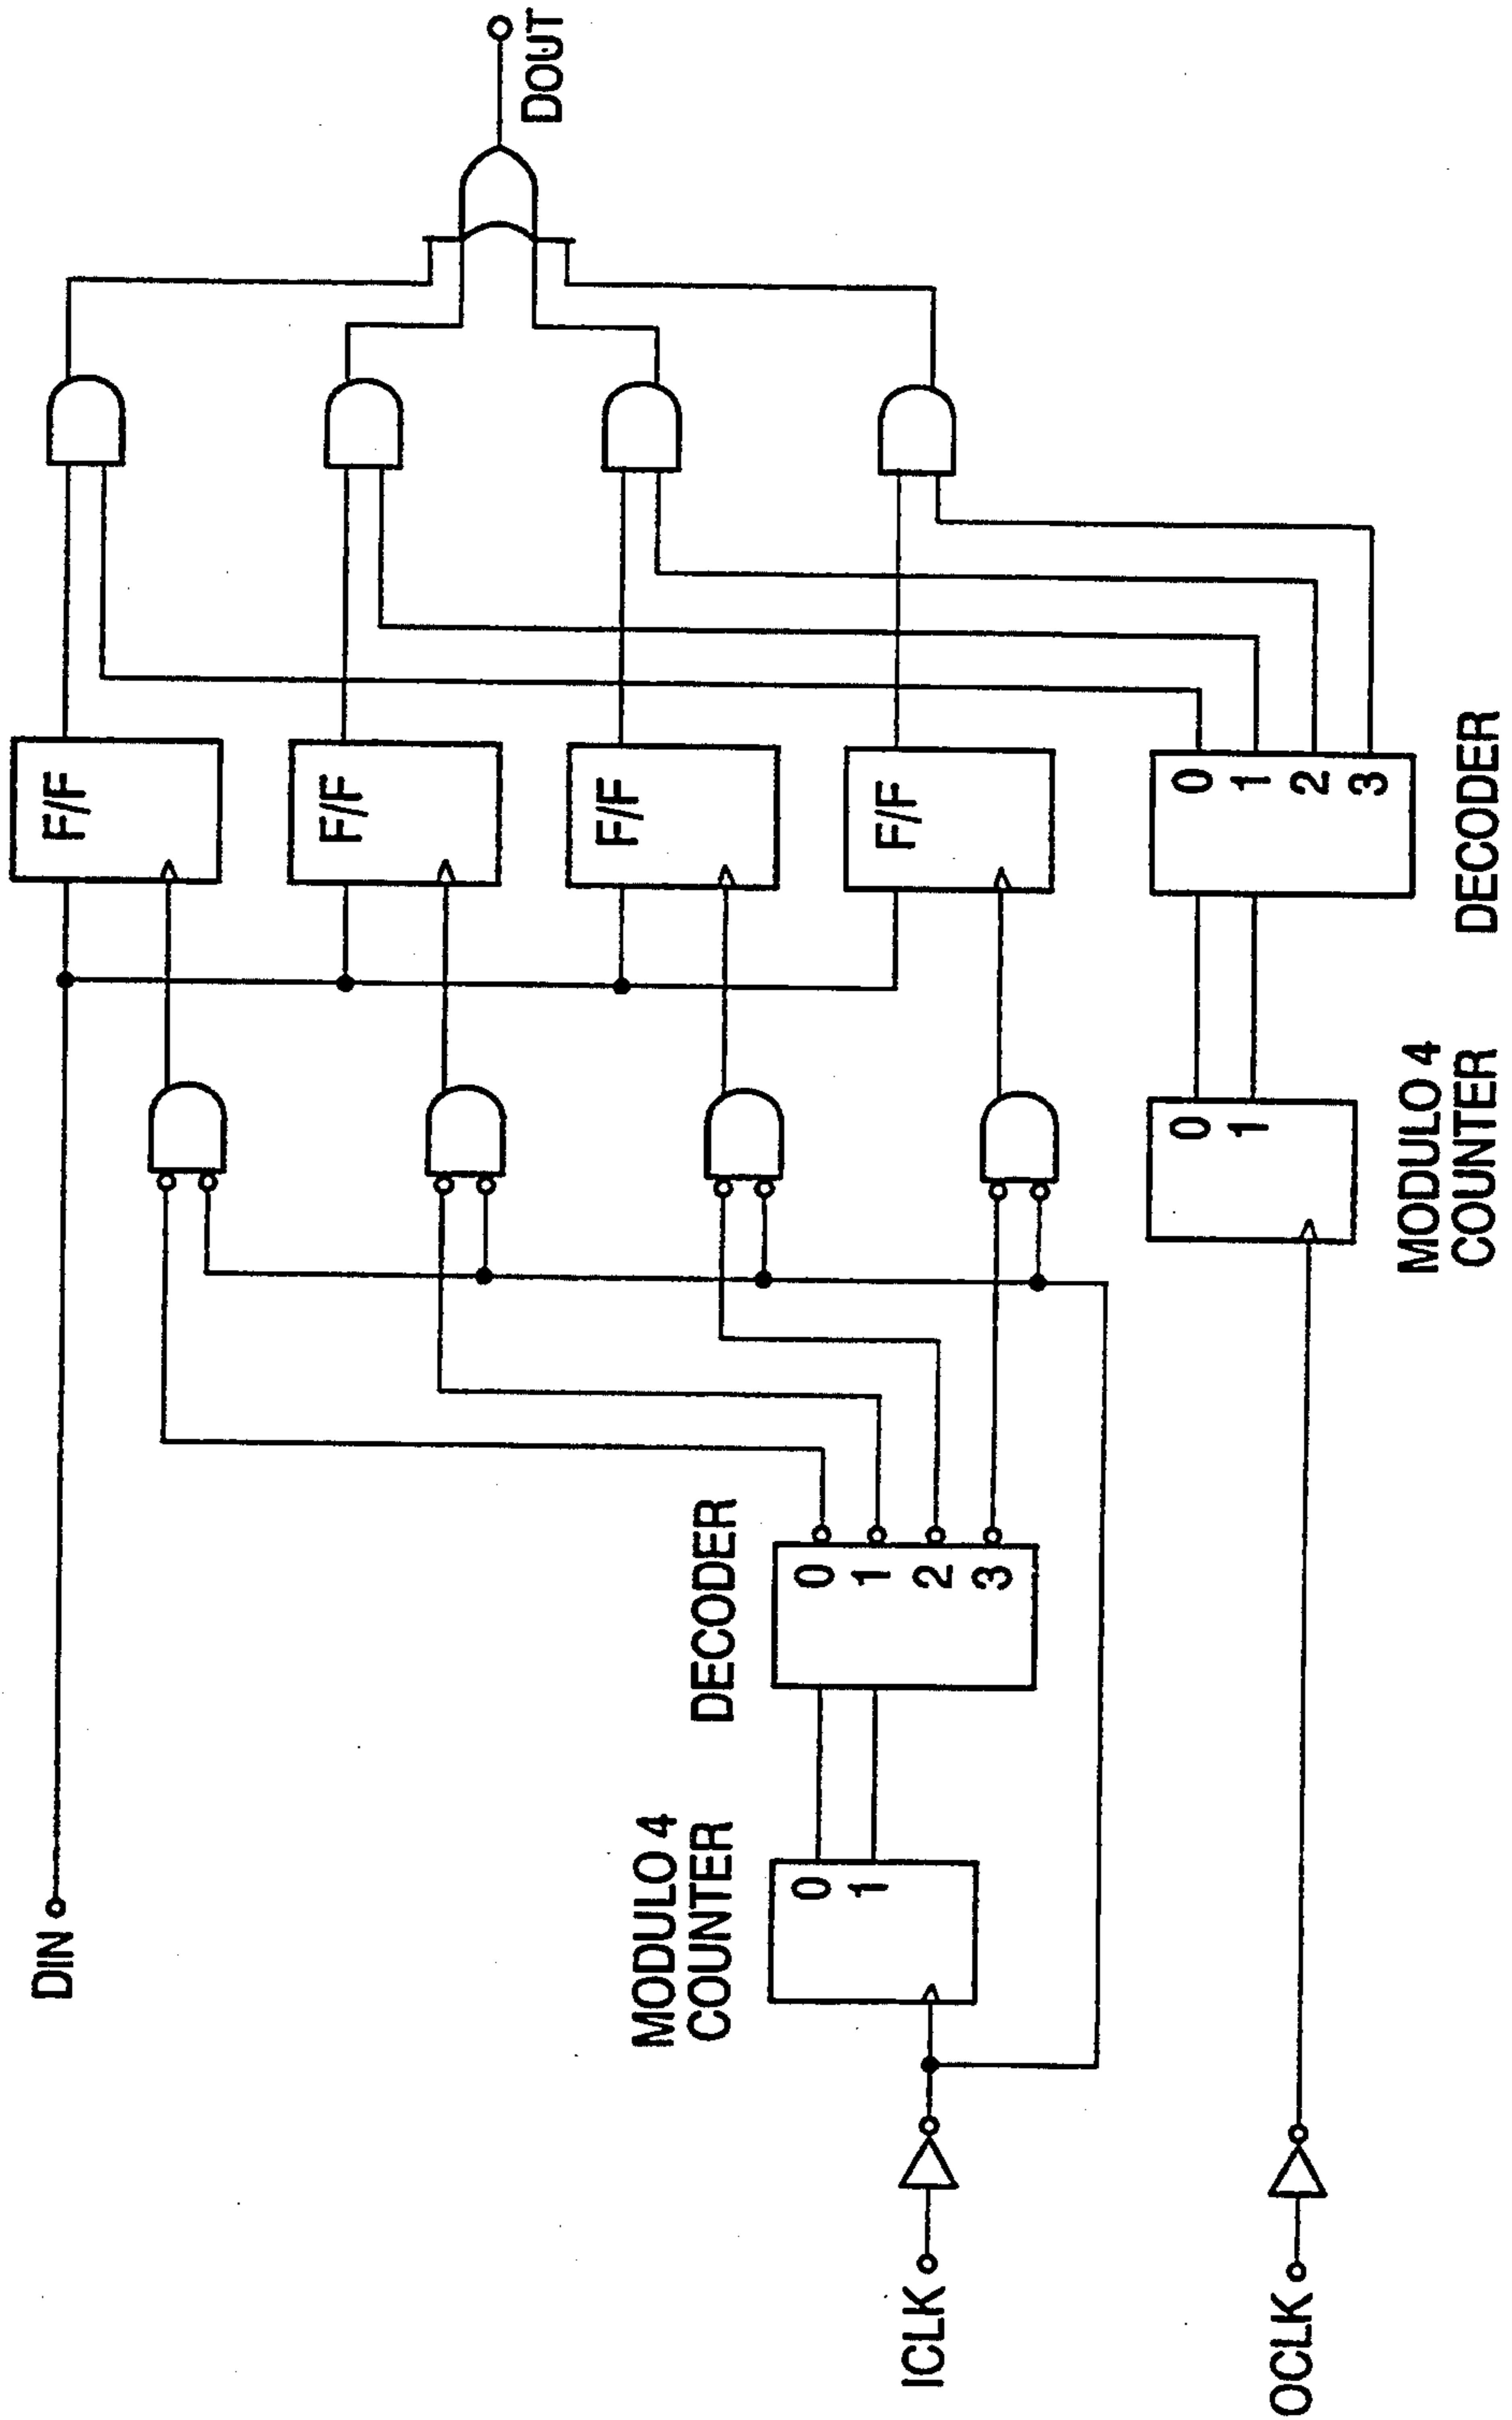 DIN
DOUT
F/F
F/F
F/F
F/F
MODULO 4
COUNTER
0
1
DECODER
0
1
2
3
ICLK
MODULO 4
COUNTER
0
1
DECODER
0
1
2
3
OCLK